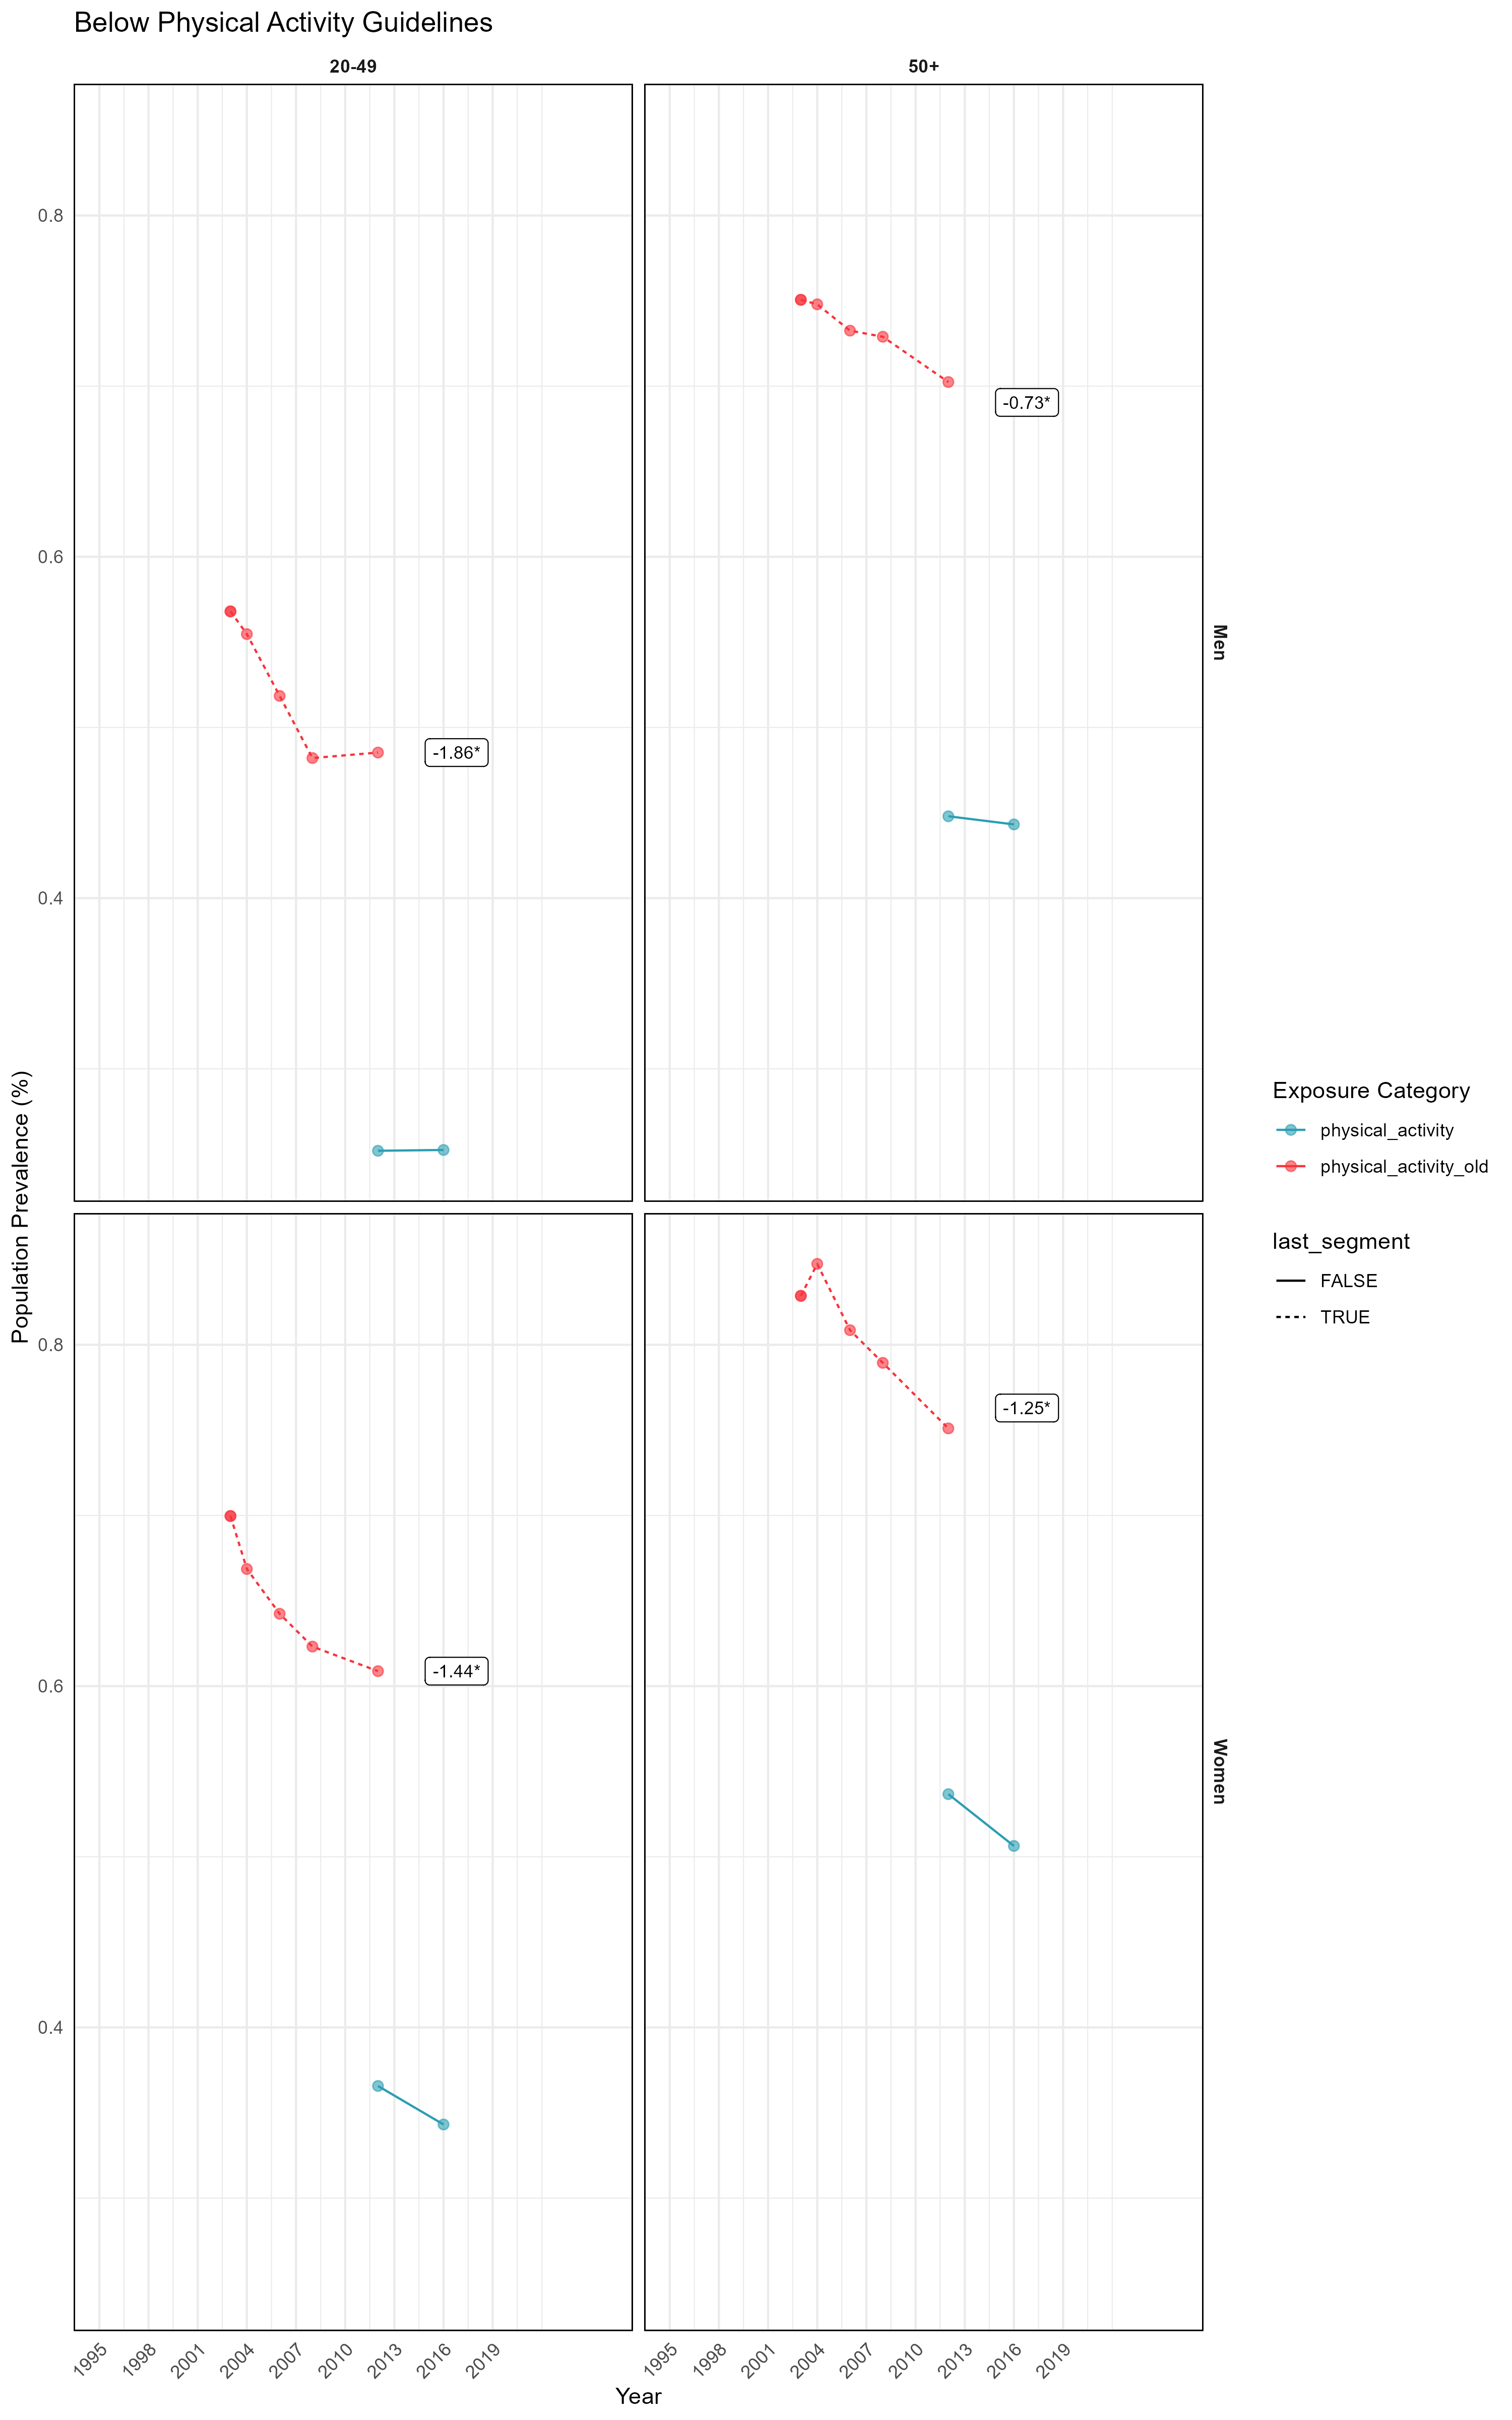 Below Physical Activity Guidelines
20-49
50+
0.8
0.6
0.4
-0.73*
-1.86*
Men
Population Prevalence (%)
0.8
0.6
0.4
-1.25*
-1.44*
Women
1995
1998
2001
2004
2007
2010
2013
2016
2019
1995
1998
2001
2004
2007
2010
2013
2016
2019
Year
Exposure Category
physical_activity
physical_activity_old
last_segment
FALSE
TRUE